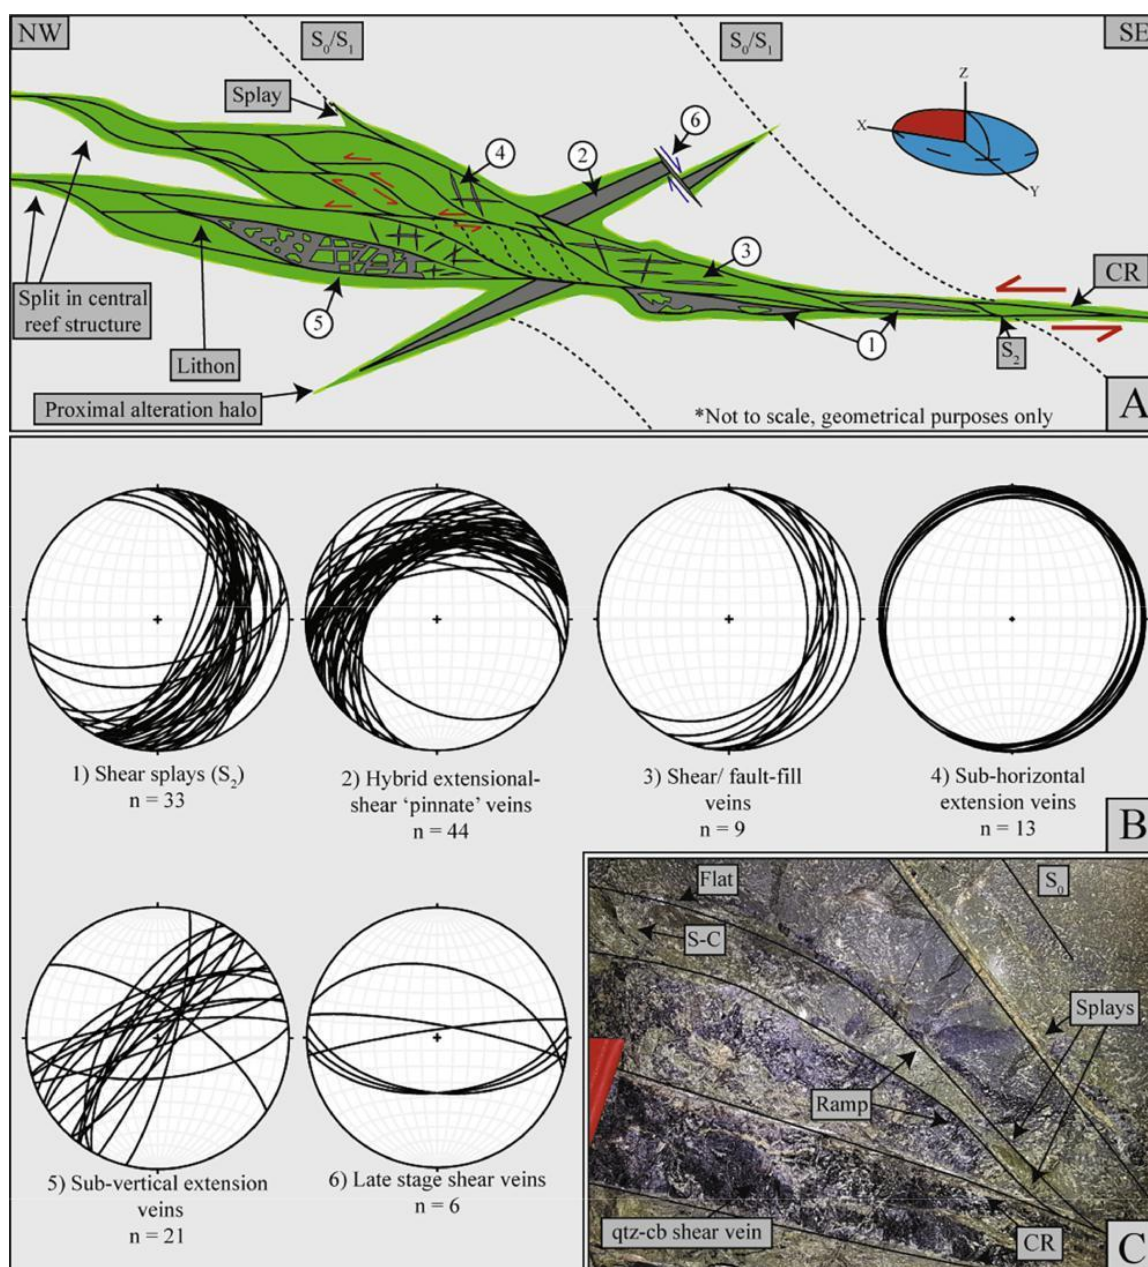 NW
S₀/S₁
S₀/S₁
SE
Splay
Z
X
Y
6
4
2
3
CR
Split in central
reef structure
5
1
Lithon
S₂
Proximal alteration halo
*Not to scale, geometrical purposes only
A
1) Shear splays (S₂)
n = 33
2) Hybrid extensional-
shear 'pinnate' veins
n = 44
3) Shear/ fault-fill
veins
n = 9
4) Sub-horizontal
extension veins
n = 13
B
5) Sub-vertical extension
veins
n = 21
6) Late stage shear veins
n = 6
Flat
S₀
S-C
Splays
Ramp
qtz-cb shear vein
CR
C